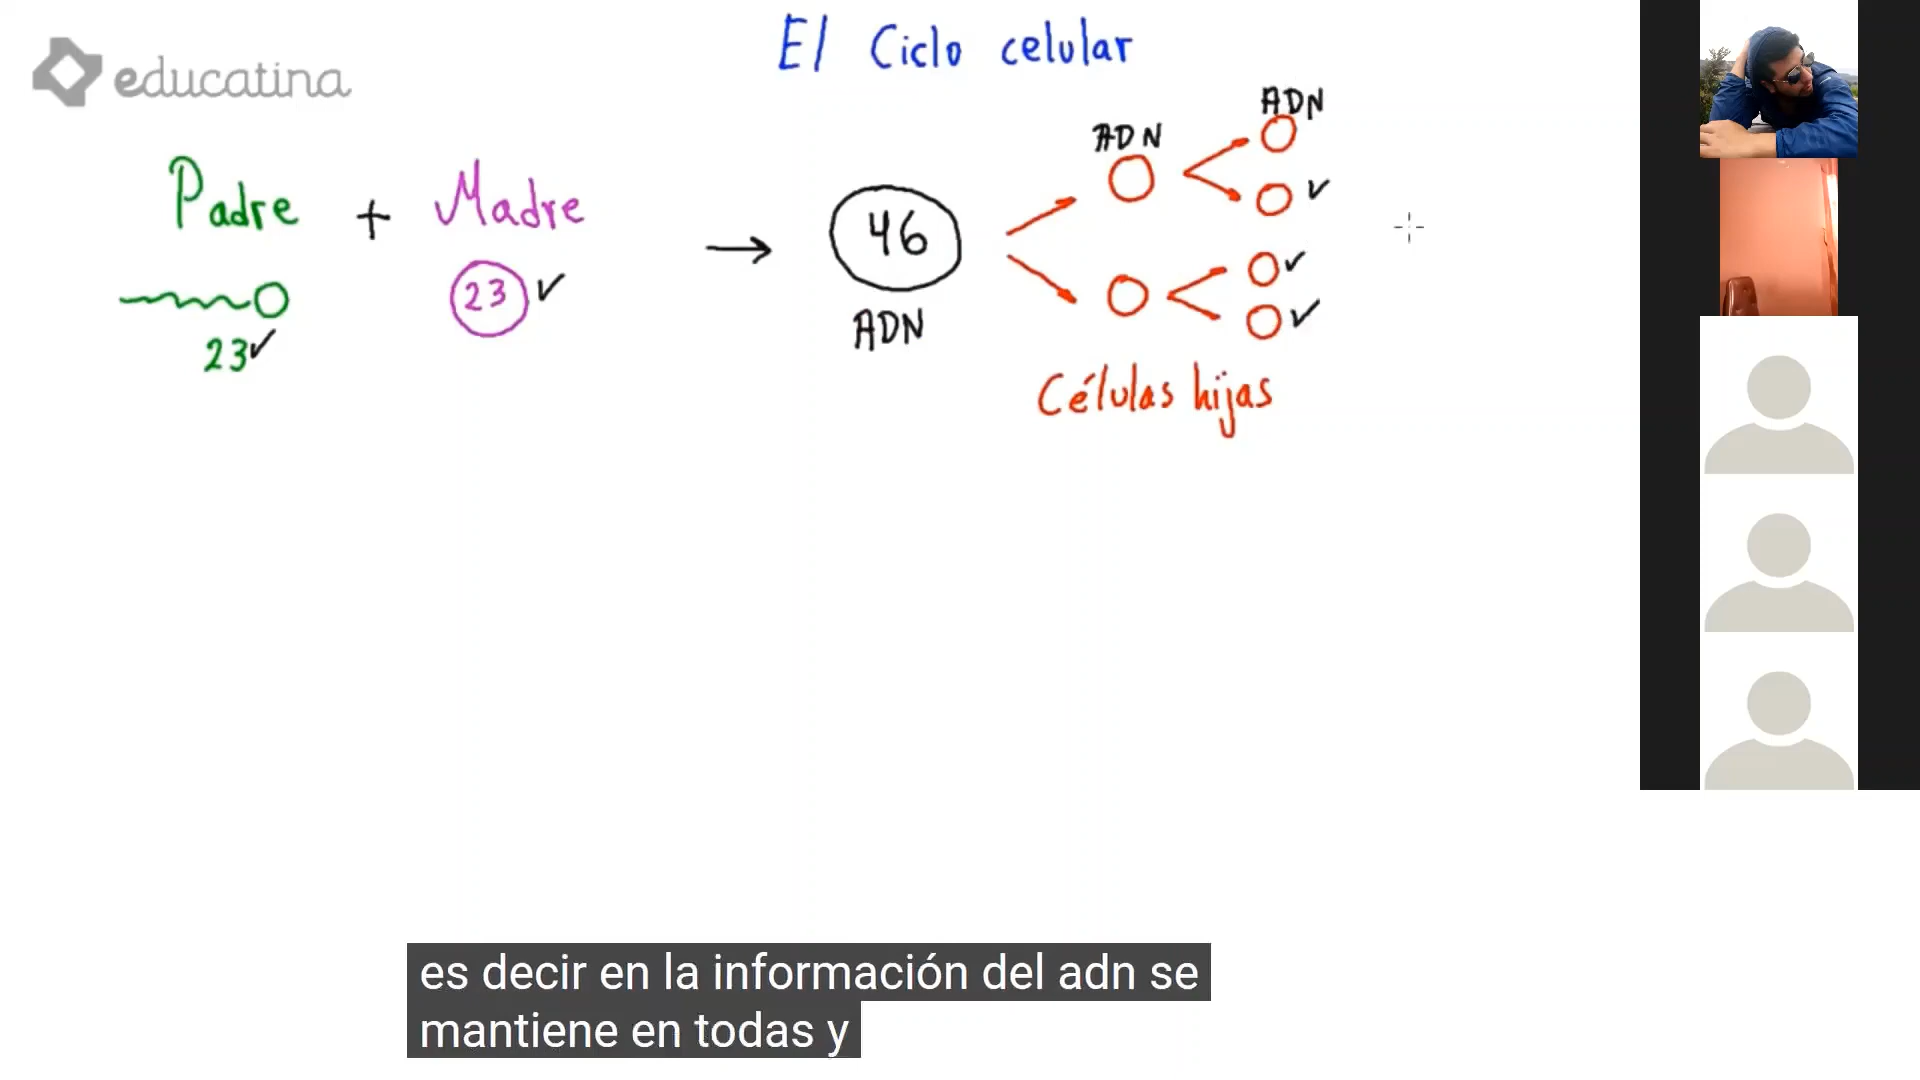 El Ciclo celular
educatina
Padre + Madre → 46
23✓
23 ✓
ADN
ADN
ADN
✓
✓
✓
Células hijas
es decir en la información del adn se
mantiene en todas y